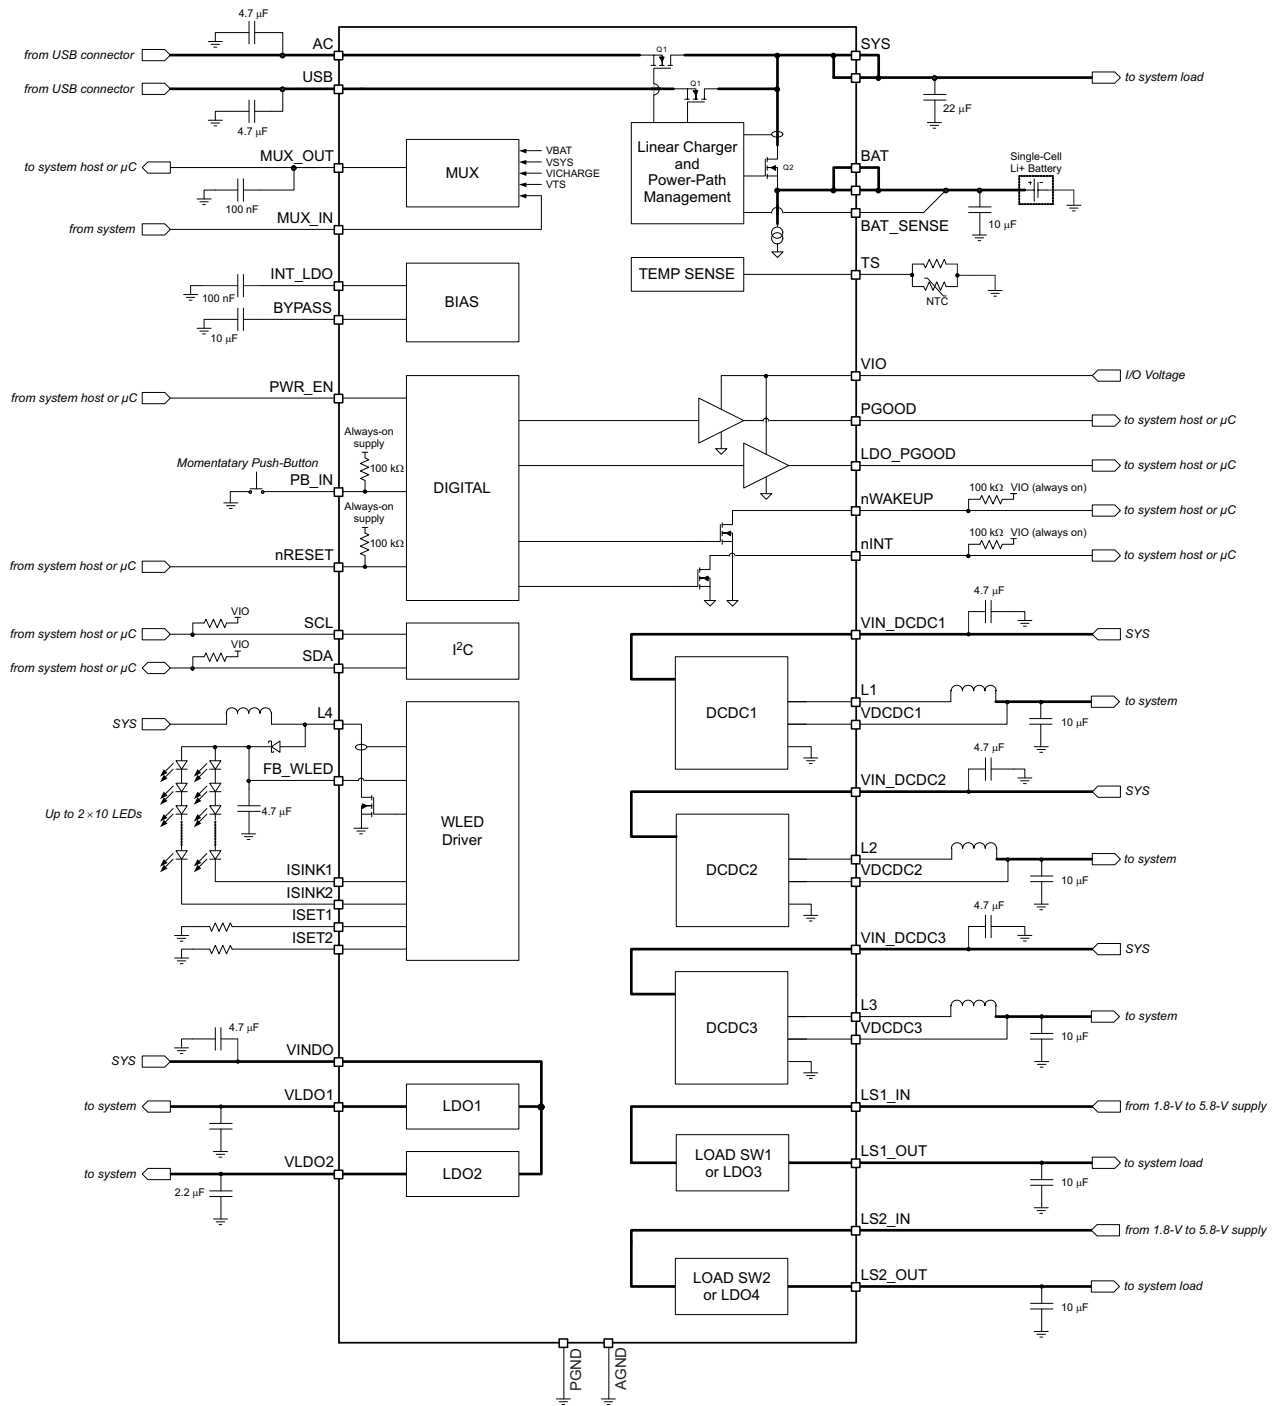 4.7 µF
from USB connector
AC
Q1
SYS
from USB connector
USB
Q1
to system load
22 µF
4.7 µF
to system host or µC
MUX_OUT
MUX
VBAT
VSYS
VICHARGE
VTS
100 nF
from system
MUX_IN
Linear Charger
and
Power-Path
Management
Q2
BAT
Single-Cell
Li+ Battery
+
-
10 µF
BAT_SENSE
INT_LDO
100 nF
BYPASS
10 µF
BIAS
TEMP SENSE
TS
NTC
VIO
I/O Voltage
from system host or µC
PWR_EN
PGOOD
to system host or µC
Always-on
supply
100 kΩ
LDO_PGOOD
to system host or µC
Momentatary Push-Button
PB_IN
DIGITAL
nWAKEUP
100 kΩ
VIO (always on)
to system host or µC
Always-on
supply
100 kΩ
nINT
100 kΩ
VIO (always on)
to system host or µC
from system host or µC
nRESET
VIO
from system host or µC
SCL
VIO
from system host or µC
SDA
I²C
4.7 µF
VIN_DCDC1
SYS
DCDC1
L1
to system
VDCDC1
10 µF
SYS
L4
FB_WLED
4.7 µF
Up to 2 × 10 LEDs
WLED
Driver
4.7 µF
VIN_DCDC2
SYS
DCDC2
L2
to system
VDCDC2
10 µF
ISINK1
ISINK2
ISET1
ISET2
4.7 µF
VIN_DCDC3
SYS
DCDC3
L3
to system
VDCDC3
10 µF
4.7 µF
SYS
VINDO
to system
VLDO1
LDO1
to system
VLDO2
LDO2
2.2 µF
LS1_IN
from 1.8-V to 5.8-V supply
LOAD SW1
or LDO3
LS1_OUT
to system load
10 µF
LS2_IN
from 1.8-V to 5.8-V supply
LOAD SW2
or LDO4
LS2_OUT
to system load
10 µF
PGND
AGND